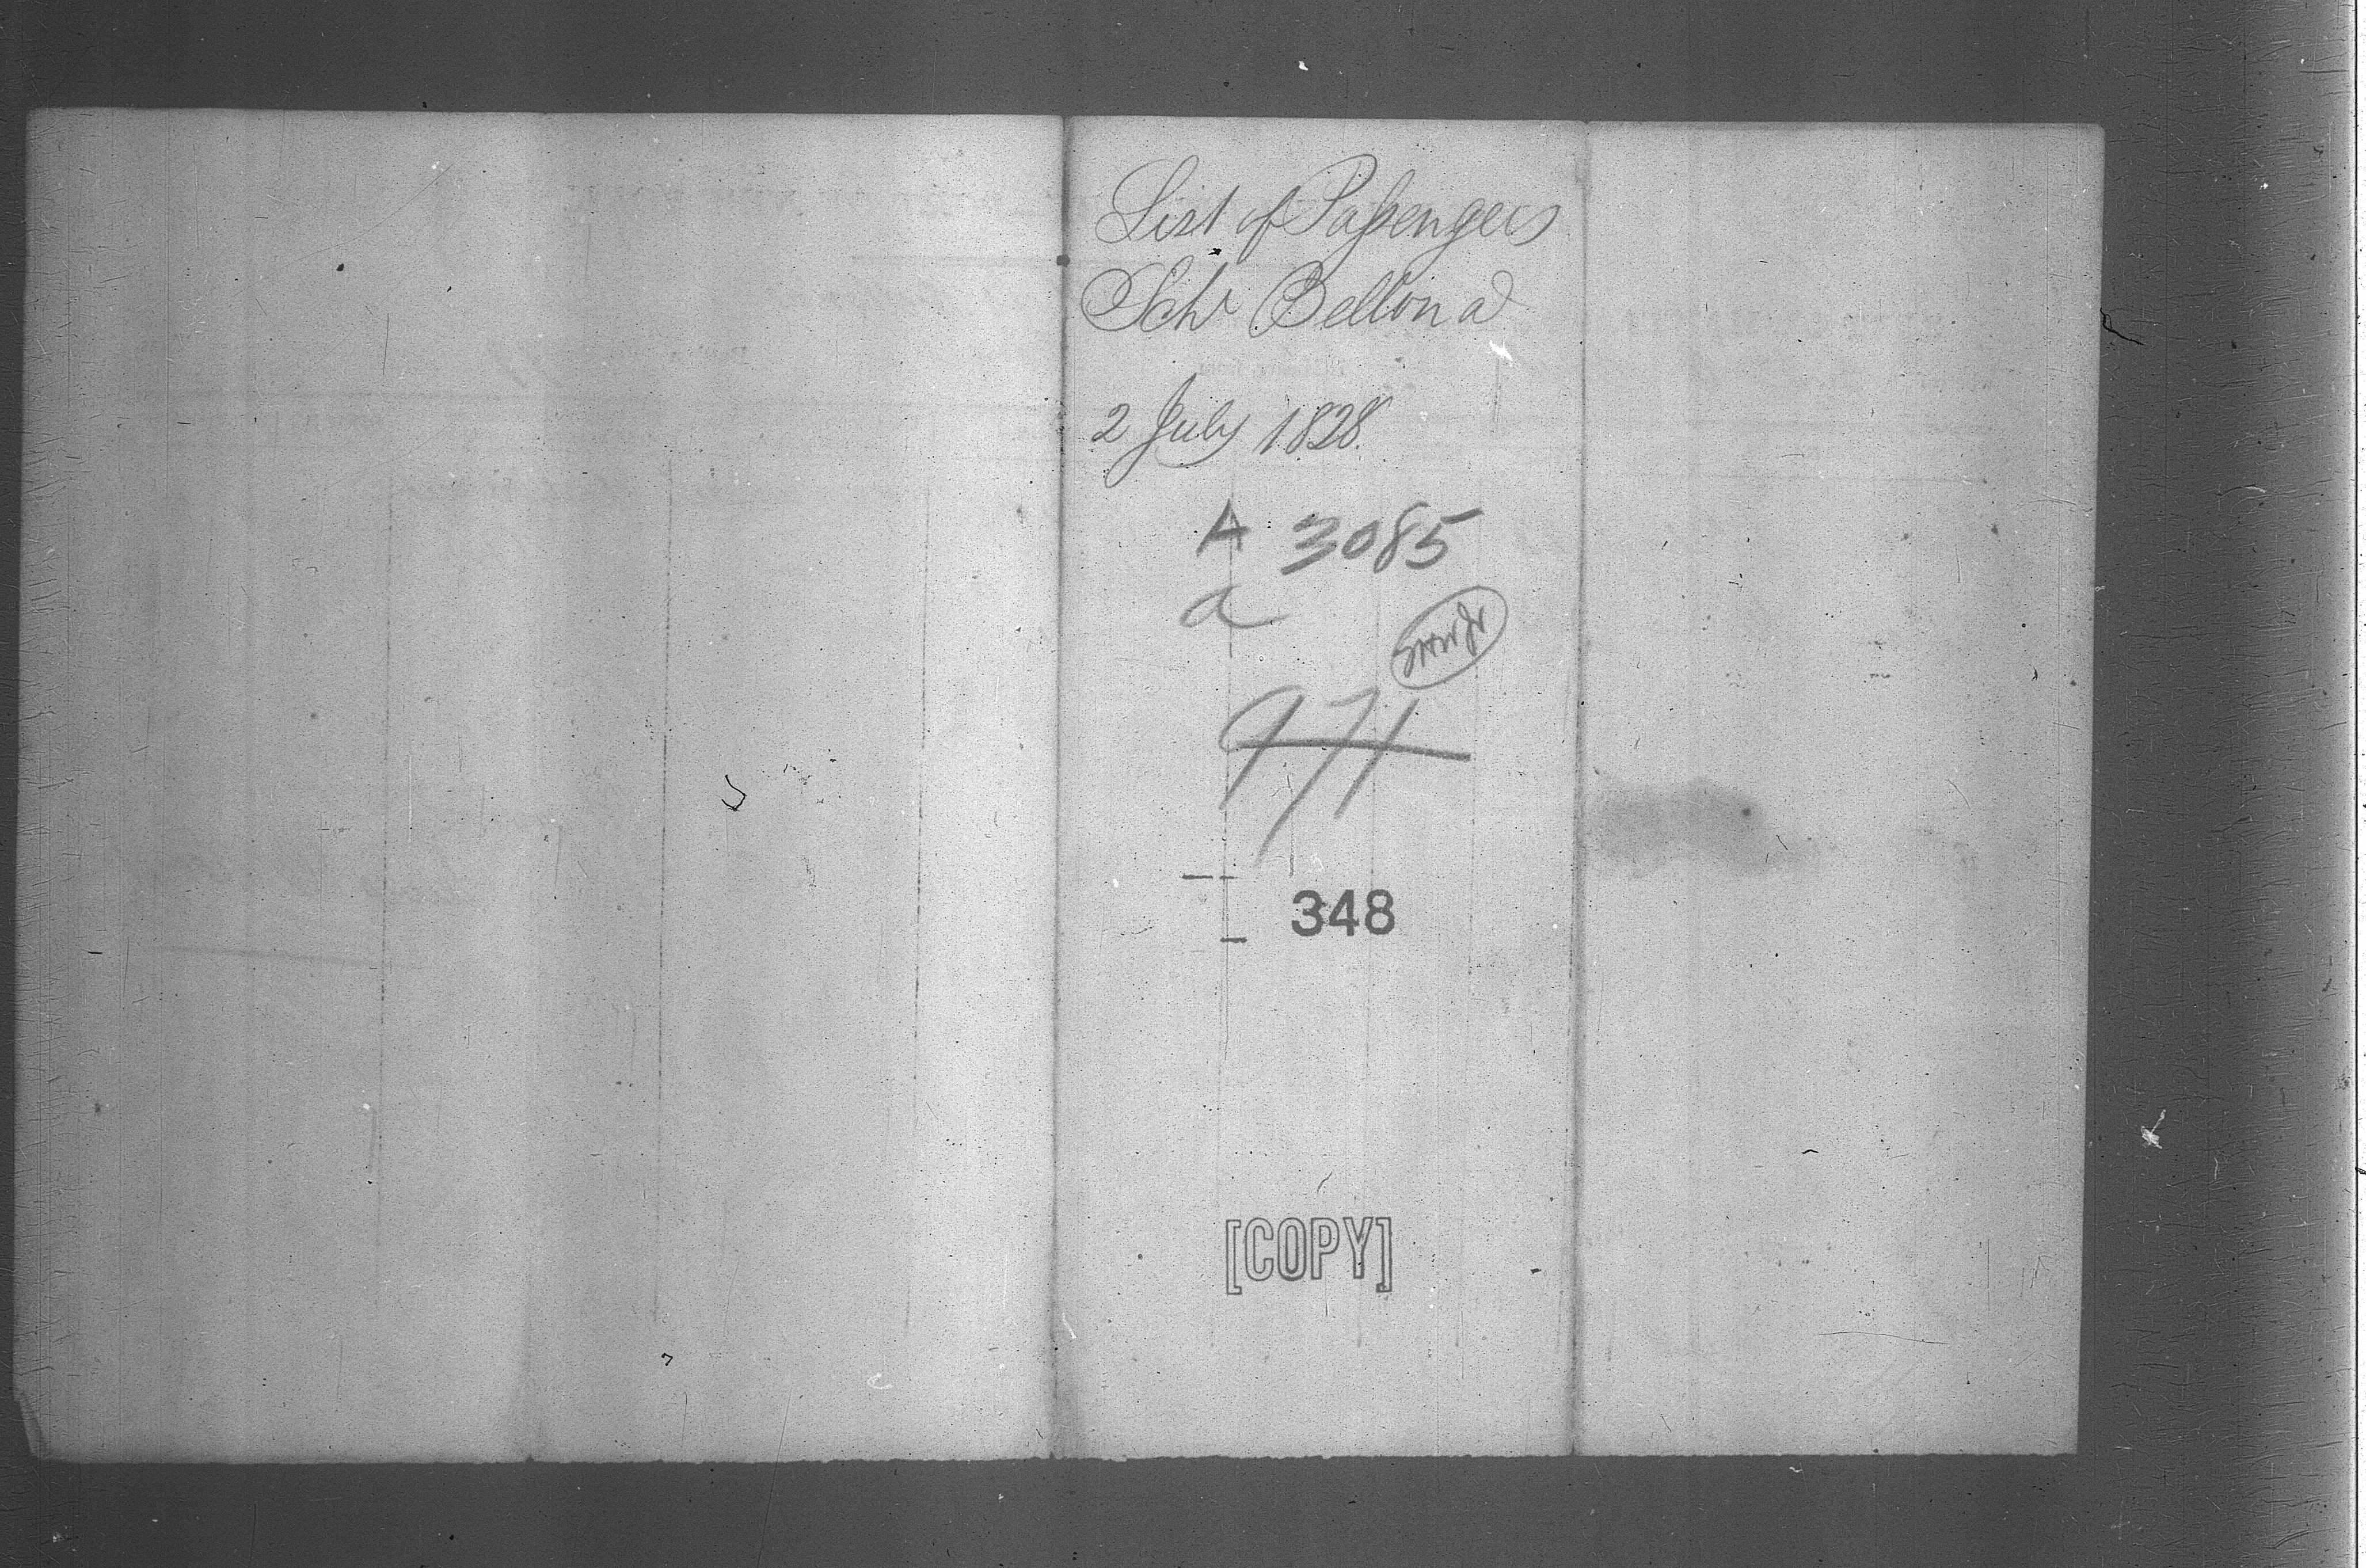 List of Passengers
Schr Bellona
2 July 1828.
A 3085
a
971
348
[COPY]